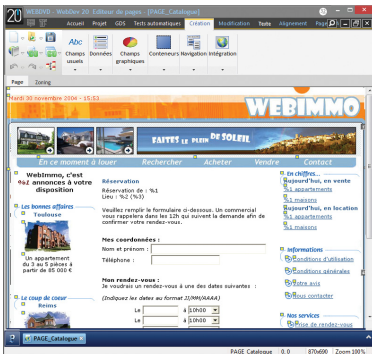 WEBDVD - WebDev 20 Editeur de pages - [PAGE_Catalogue]
Accueil Projet GDS Tests automatiques Création Modification Texte Alignement Page
Abc
Champs usuels
Données
Champs graphiques
Conteneurs
Navigation
Intégration
Page Zoning
Mardi 30 novembre 2004 - 15:53
WEBIMMO
FAITES LE PLEIN DE SOLEIL
En ce moment à louer Rechercher Acheter Vendre Contact
WebImmo, c'est
%1 annonces à votre
disposition
Les bonnes affaires
Toulouse
Un appartement
du 3 au 5 pièces à
partir de 85 000 €
Le coup de coeur
Reims
Réservation
Réservation de : %1
Lieu : %2 (%3)
Veuillez remplir le formulaire ci-dessous. Un commercial
vous rappelera dans les 12h qui suivent la demande afin de
confirmer votre rendez-vous.
Mes coordonnées :
Nom et prénom :
Téléphone :
Mon rendez-vous :
Je voudrais un rendez-vous à une des dates suivantes :
(Indiquez les dates au format JJ/MM/AAAA)
Le à 10h00
Le à 10h00
En chiffres...
Aujourd'hui, en vente
%1 appartements
%1 maisons
Aujourd'hui, en location
%1 appartements
%1 maisons
Informations
Conditions d'utilisation
Conditions générales
Votre avis
Nous contacter
Nos services
Prise de rendez-vous
PAGE_Catalogue
PAGE_Catalogue 0, 0 870x690 Zoom 100%